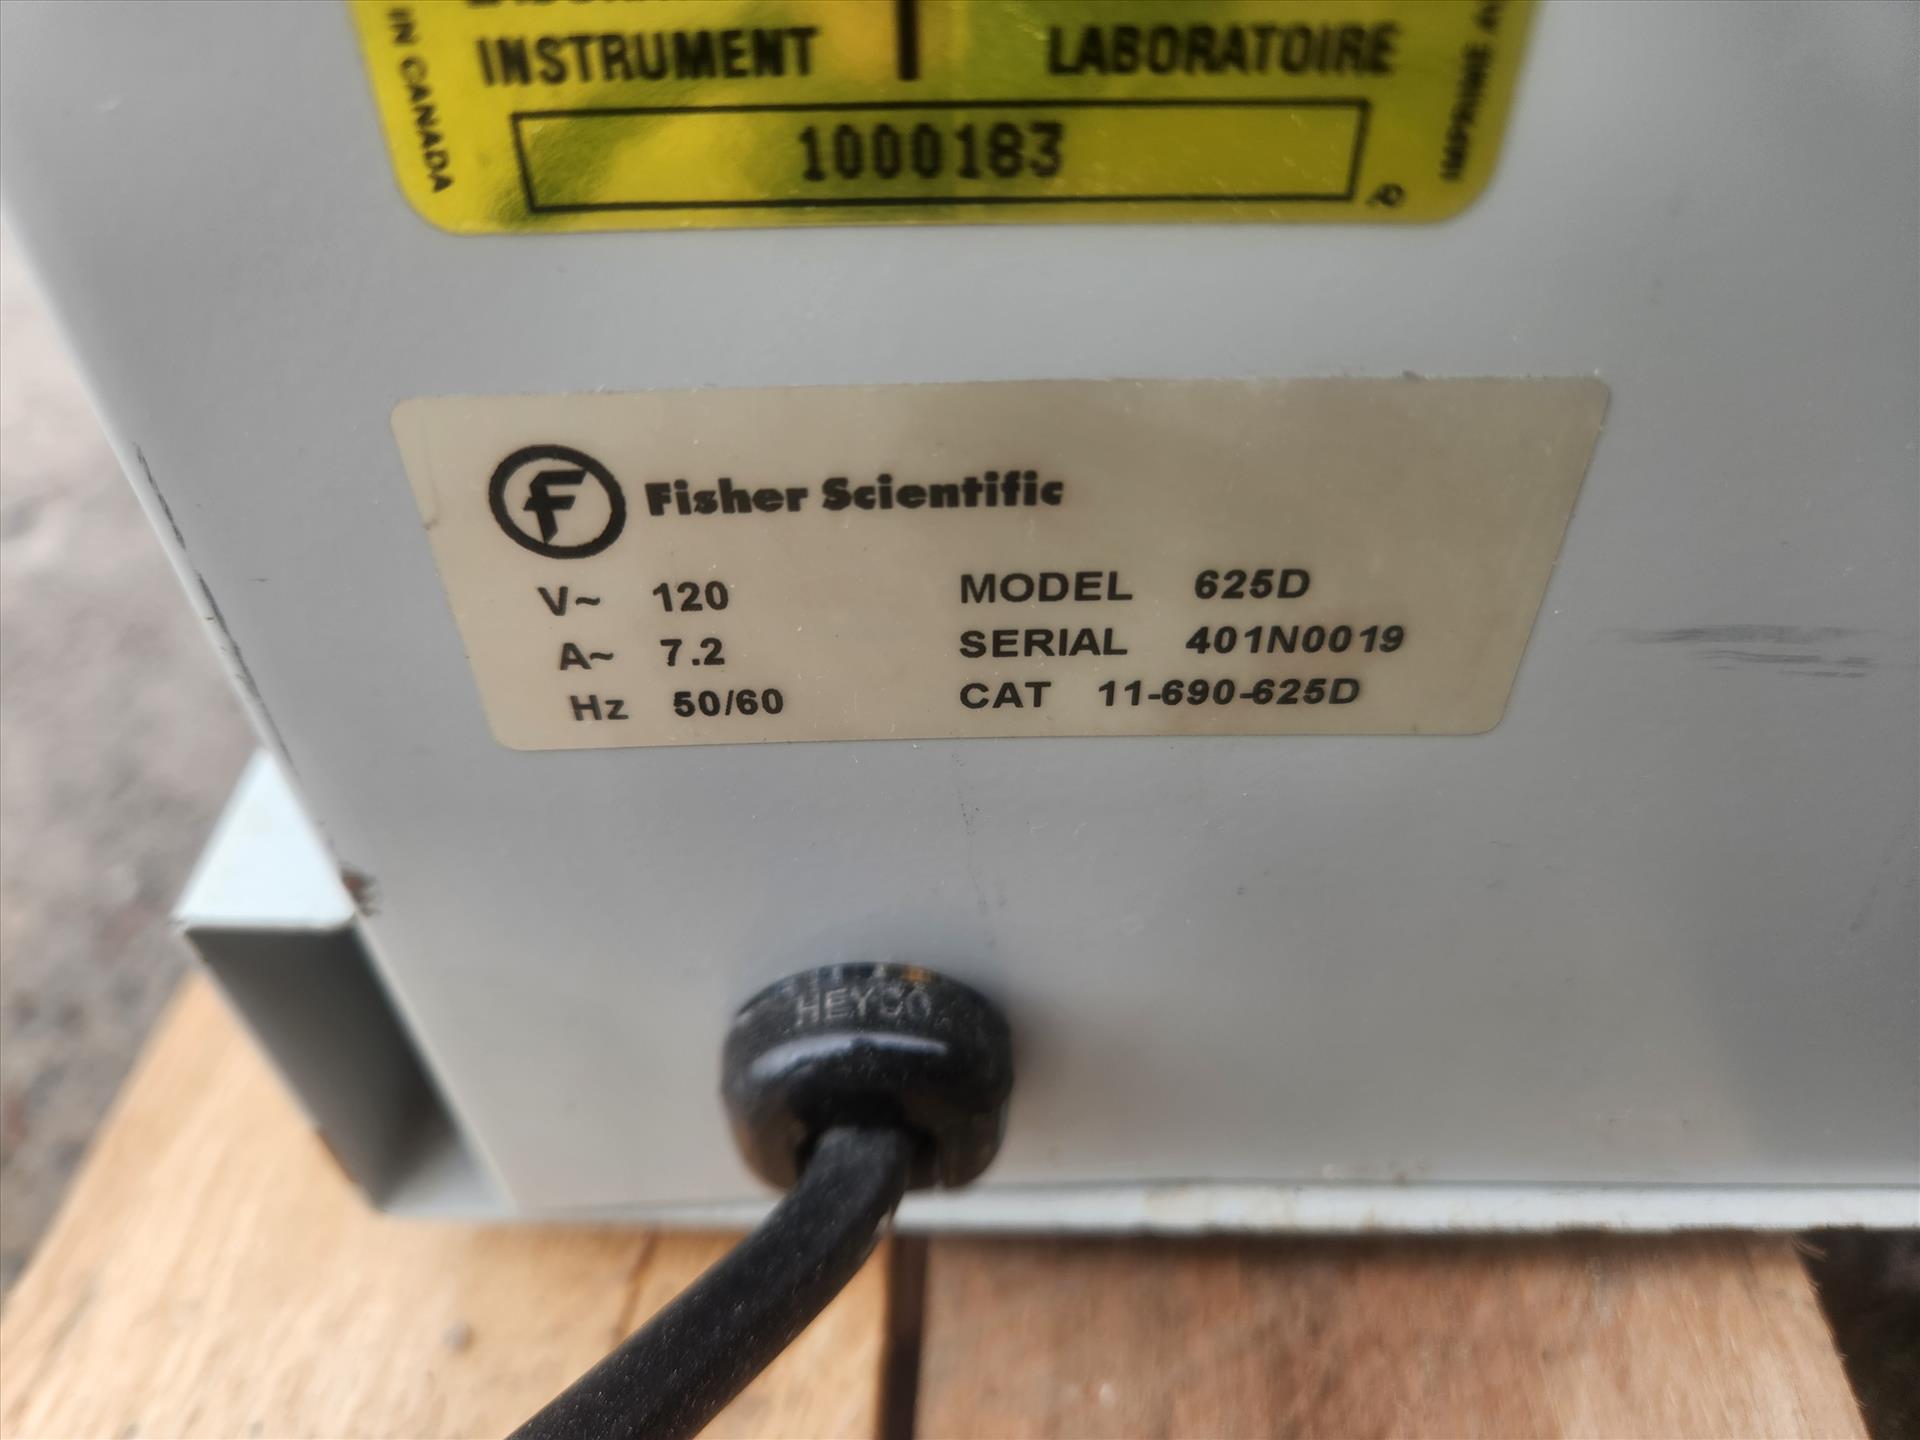 INSTRUMENT LABORATOIRE
IN CANADA
1000183
F Fisher Scientific
V~ 120 MODEL 625D
A~ 7.2 SERIAL 401N0019
Hz 50/60 CAT 11-690-625D
HEYCO